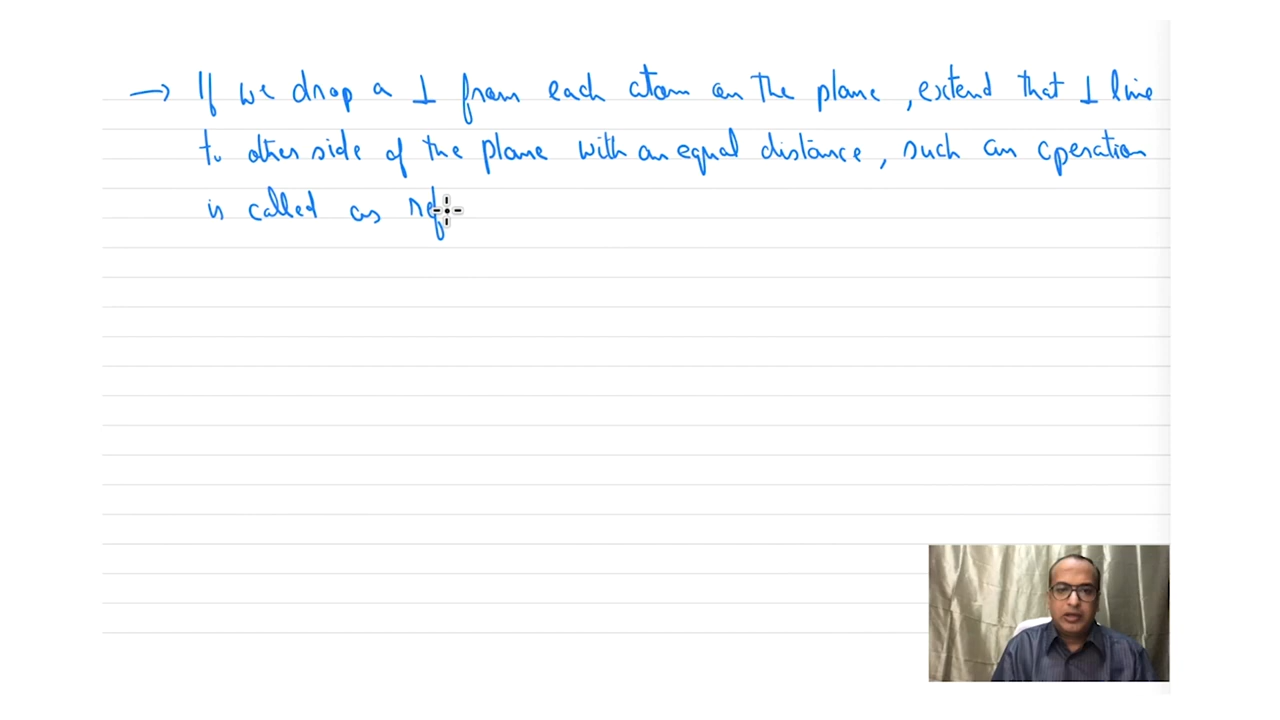 → If we drop a ⊥ from each atom on the plane, extend that ⊥ line
to other side of the plane with an equal distance, such an operation
is called as ref